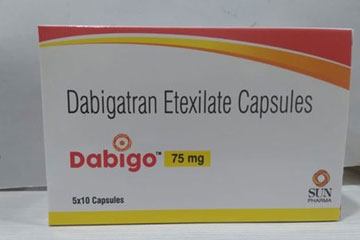 Dabigatran Etexilate Capsules
Dabigo™ 75 mg
5x10 Capsules
SUN
PHARMA